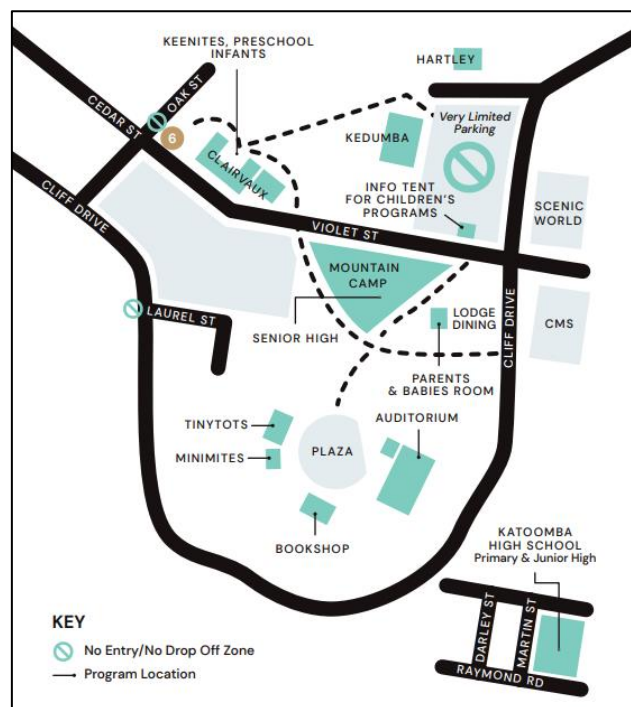 KEENITES, PRESCHOOL
INFANTS
HARTLEY
OAK ST
CEDAR ST
6
Very Limited
Parking
KEDUMBA
CLAIRVAUX
INFO TENT
FOR CHILDREN'S
PROGRAMS
SCENIC
WORLD
CLIFF DRIVE
VIOLET ST
MOUNTAIN
CAMP
LAUREL ST
SENIOR HIGH
LODGE
DINING
CLIFF DRIVE
CMS
PARENTS
& BABIES ROOM
TINYTOTS
AUDITORIUM
MINIMITES
PLAZA
BOOKSHOP
KATOOMBA
HIGH SCHOOL
Primary & Junior High
DARLEY ST
MARTIN ST
RAYMOND RD
KEY
No Entry/No Drop Off Zone
Program Location